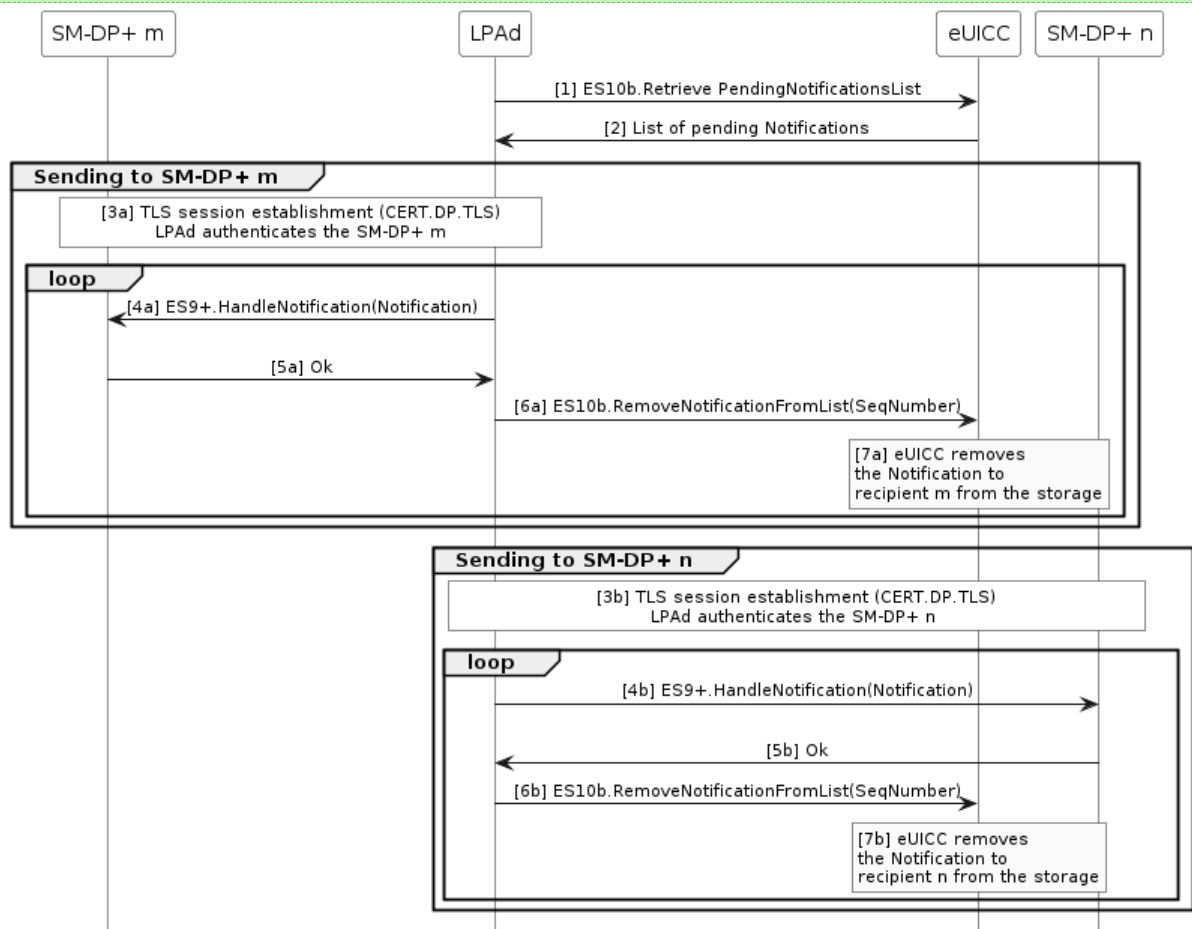 SM-DP+ m
LPAd
eUICC
SM-DP+ n
[1] ES10b.Retrieve PendingNotificationsList
[2] List of pending Notifications
Sending to SM-DP+ m
[3a] TLS session establishment (CERT.DP.TLS)
LPAd authenticates the SM-DP+ m
loop
[4a] ES9+.HandleNotification(Notification)
[5a] Ok
[6a] ES10b.RemoveNotificationFromList(SeqNumber)
[7a] eUICC removes
the Notification to
recipient m from the storage
Sending to SM-DP+ n
[3b] TLS session establishment (CERT.DP.TLS)
LPAd authenticates the SM-DP+ n
loop
[4b] ES9+.HandleNotification(Notification)
[5b] Ok
[6b] ES10b.RemoveNotificationFromList(SeqNumber)
[7b] eUICC removes
the Notification to
recipient n from the storage